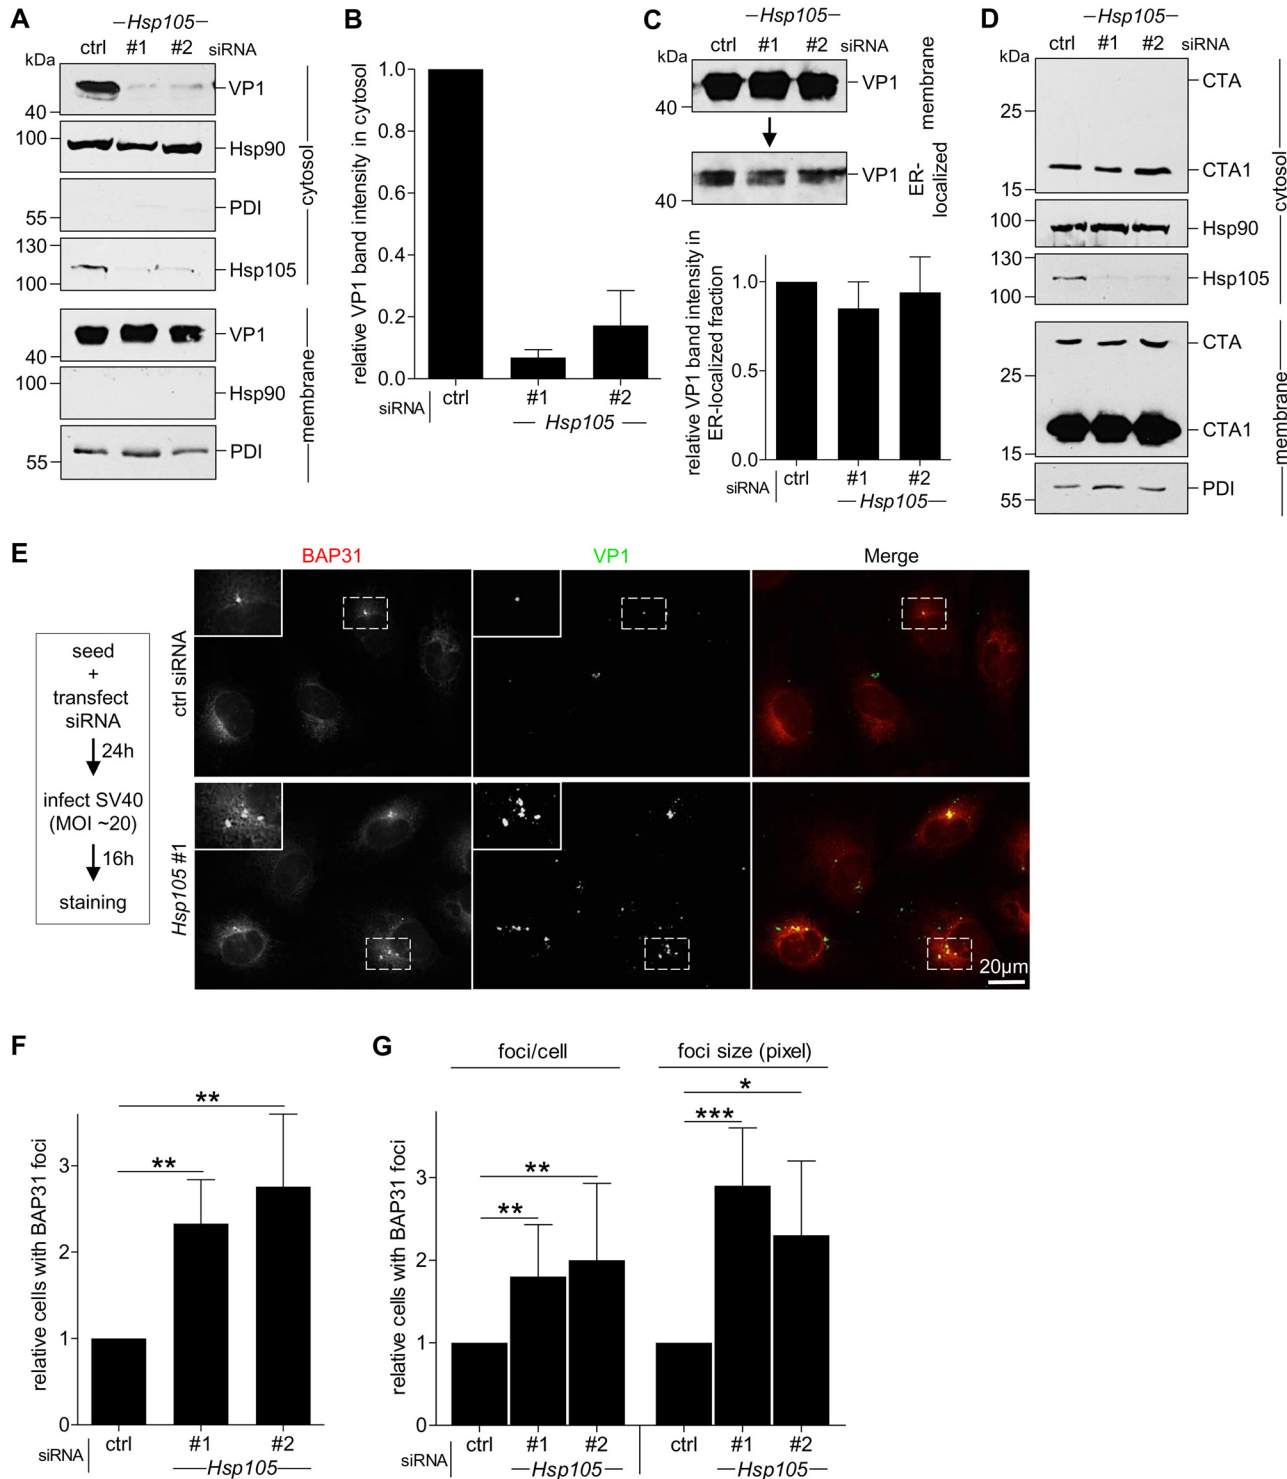 A
–Hsp105–
ctrl #1 #2 siRNA
kDa
VP1
40
100
Hsp90
PDI
55
130
Hsp105
100
cytosol
VP1
40
100
Hsp90
PDI
55
membrane
B
relative VP1 band intensity in cytosol
1.0
0.8
0.6
0.4
0.2
0.0
siRNA
ctrl #1 #2
— Hsp105 —
C
–Hsp105–
ctrl #1 #2 siRNA
kDa
VP1
40
membrane
VP1
40
ER-
localized
relative VP1 band intensity in
ER-localized fraction
1.0
0.5
0.0
siRNA
ctrl #1 #2
—Hsp105—
D
–Hsp105–
ctrl #1 #2 siRNA
kDa
CTA
25
CTA1
15
100
Hsp90
130
Hsp105
100
cytosol
CTA
25
CTA1
15
PDI
55
membrane
E
BAP31 VP1 Merge
seed
+
transfect
siRNA
24h
infect SV40
(MOI ~20)
16h
staining
ctrl siRNA
Hsp105 #1
20μm
F
relative cells with BAP31 foci
3
2
1
0
**
**
siRNA
ctrl #1 #2
—Hsp105—
G
foci/cell foci size (pixel)
relative cells with BAP31 foci
3
2
1
0
**
**
*
***
siRNA
ctrl #1 #2 ctrl #1 #2
—Hsp105— —Hsp105—